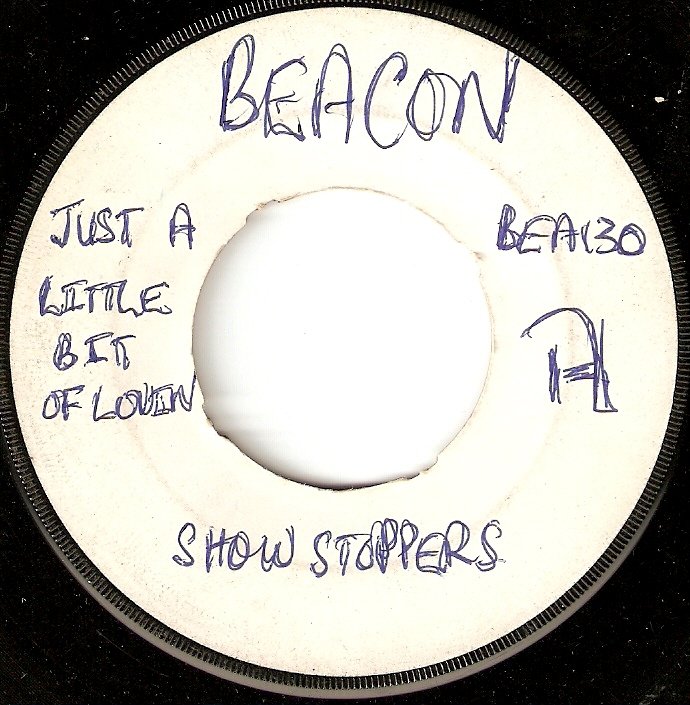 BEACON
JUST A
LITTLE
BIT
OF LOVIN
BEA130
A
SHOW STOPPERS